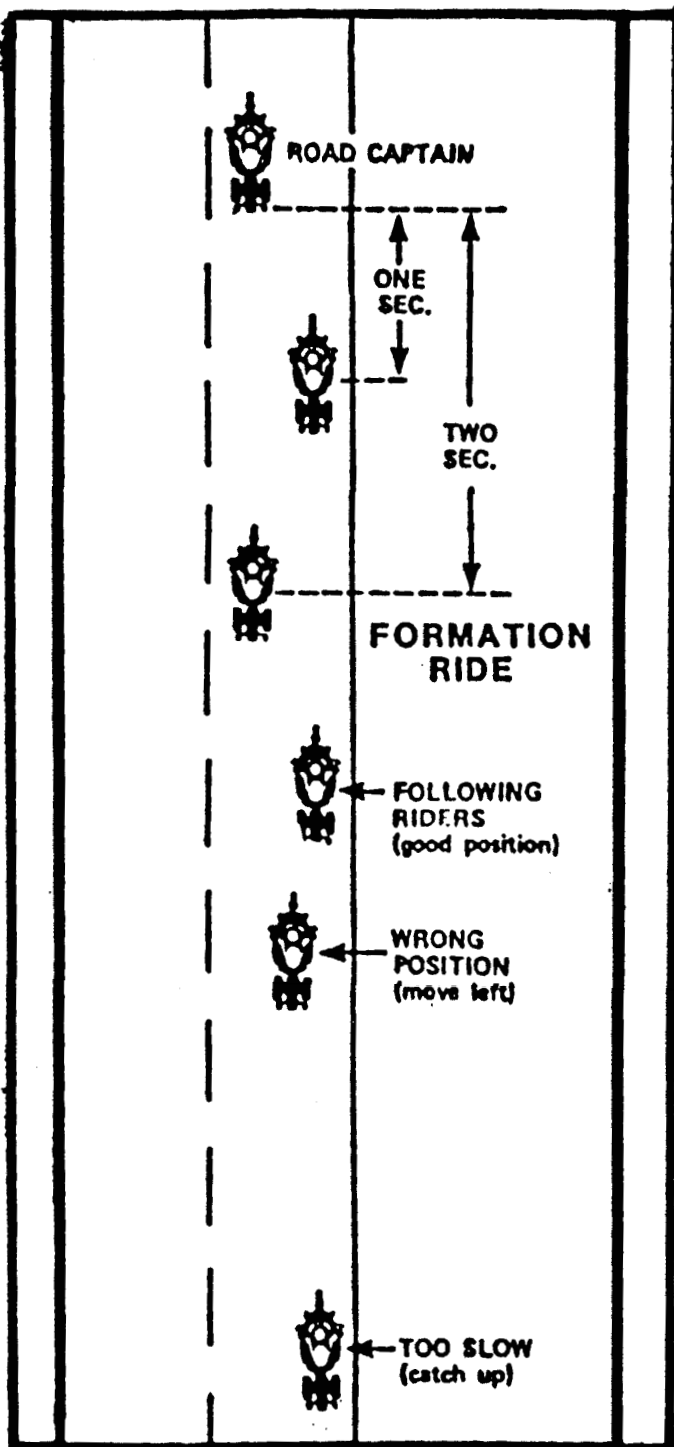 ROAD CAPTAIN
ONE
SEC.
TWO
SEC.
FORMATION
RIDE
FOLLOWING
RIDERS
(good position)
WRONG
POSITION
(move left)
TOO SLOW
(catch up)